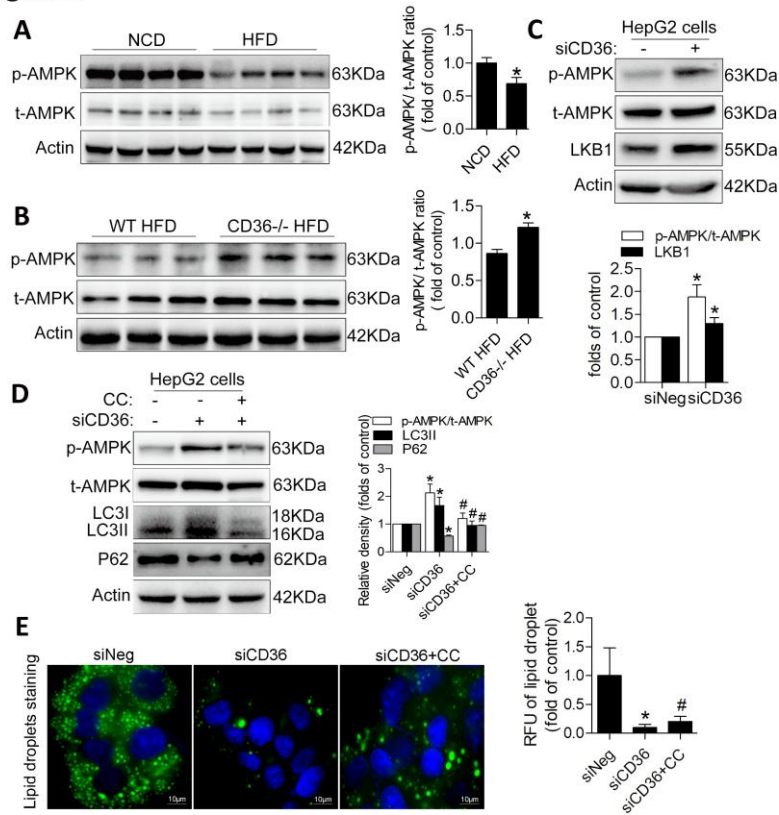 A
NCD HFD
p-AMPK 63KDa
t-AMPK 63KDa
Actin 42KDa
p-AMPK/ t-AMPK ratio
( fold of control)
1.5
1.0
0.5
0.0
*
NCD
HFD
B
WT HFD CD36-/- HFD
p-AMPK 63KDa
t-AMPK 63KDa
Actin 42KDa
p-AMPK/ t-AMPK ratio
( fold of control)
1.5
1.0
0.5
0.0
*
WT HFD
CD36-/- HFD
C
HepG2 cells
siCD36: - +
p-AMPK 63KDa
t-AMPK 63KDa
LKB1 55KDa
Actin 42KDa
p-AMPK/t-AMPK
LKB1
folds of control
2.5
2.0
1.5
1.0
0.5
0.0
* *
siNeg siCD36
D
HepG2 cells
CC: - - +
siCD36: - + +
p-AMPK 63KDa
t-AMPK 63KDa
LC3I 18KDa
LC3II 16KDa
P62 62KDa
Actin 42KDa
p-AMPK/t-AMPK
LC3II
P62
Relative density (folds of control)
3
2
1
0
* * * # # #
siNeg
siCD36
siCD36+CC
E
siNeg siCD36 siCD36+CC
Lipid droplets staining
10μm 10μm 10μm
RFU of lipid droplet
(fold of control)
2.0
1.5
1.0
0.5
0.0
* #
siNeg
siCD36
siCD36+CC